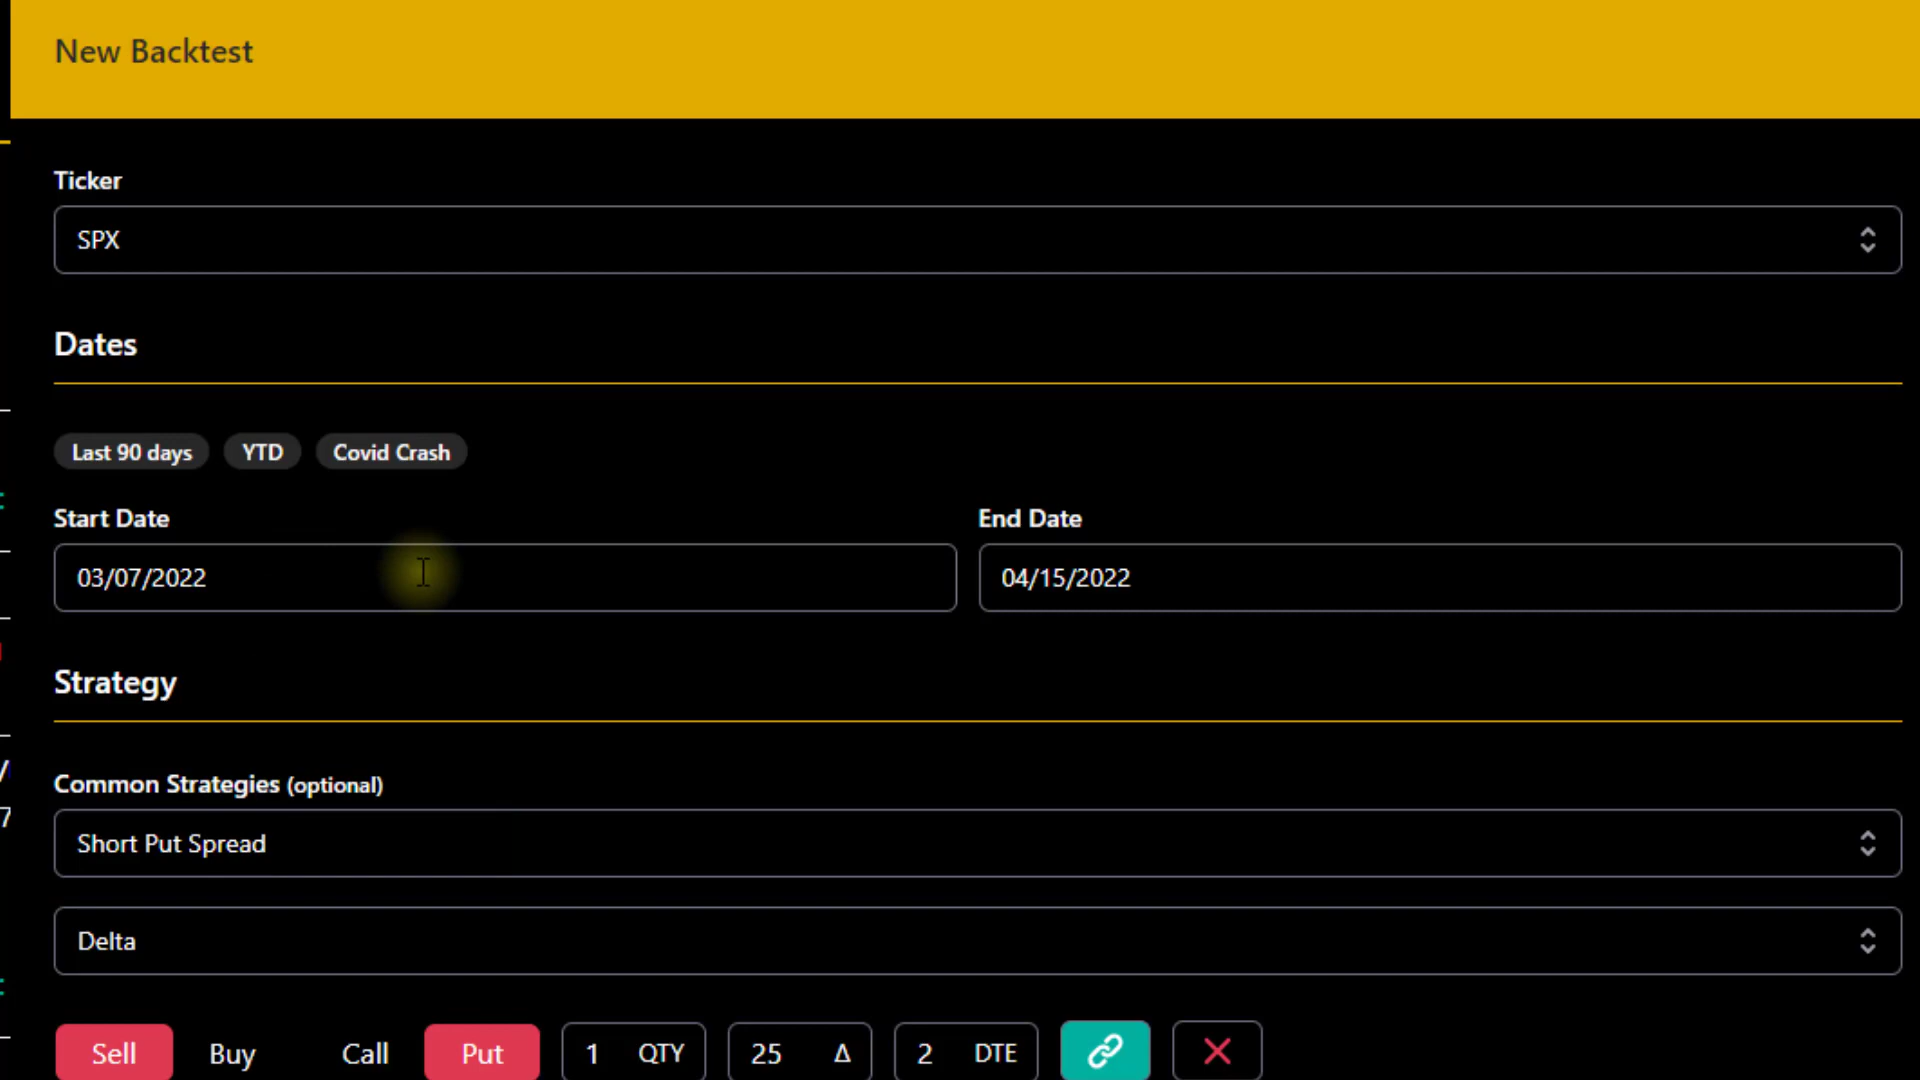 New Backtest
Ticker
SPX
Dates
Last 90 days YTD Covid Crash
Start Date End Date
03/07/2022 04/15/2022
Strategy
Common Strategies (optional)
Short Put Spread
Delta
Sell Buy Call Put 1 QTY 25 Δ 2 DTE